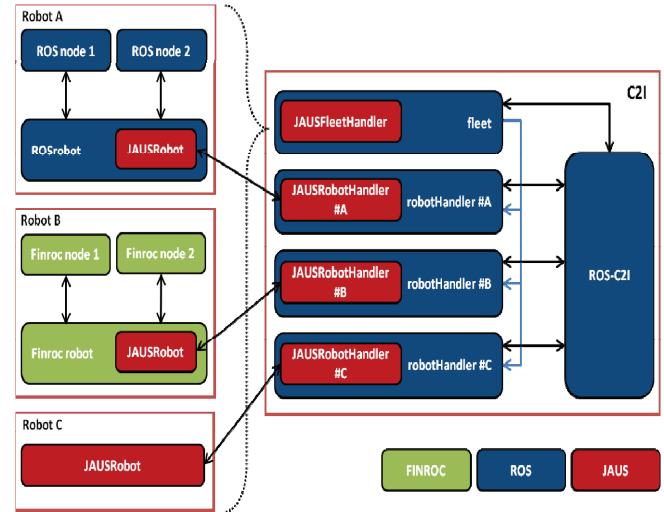 Robot A
ROS node 1
ROS node 2
ROSrobot
JAUSRobot
Robot B
Finroc node 1
Finroc node 2
Finroc robot
JAUSRobot
Robot C
JAUSRobot
C2I
JAUSFleetHandler
fleet
JAUSRobotHandler
#A
robotHandler #A
JAUSRobotHandler
#B
robotHandler #B
JAUSRobotHandler
#C
robotHandler #C
ROS-C2I
FINROC
ROS
JAUS